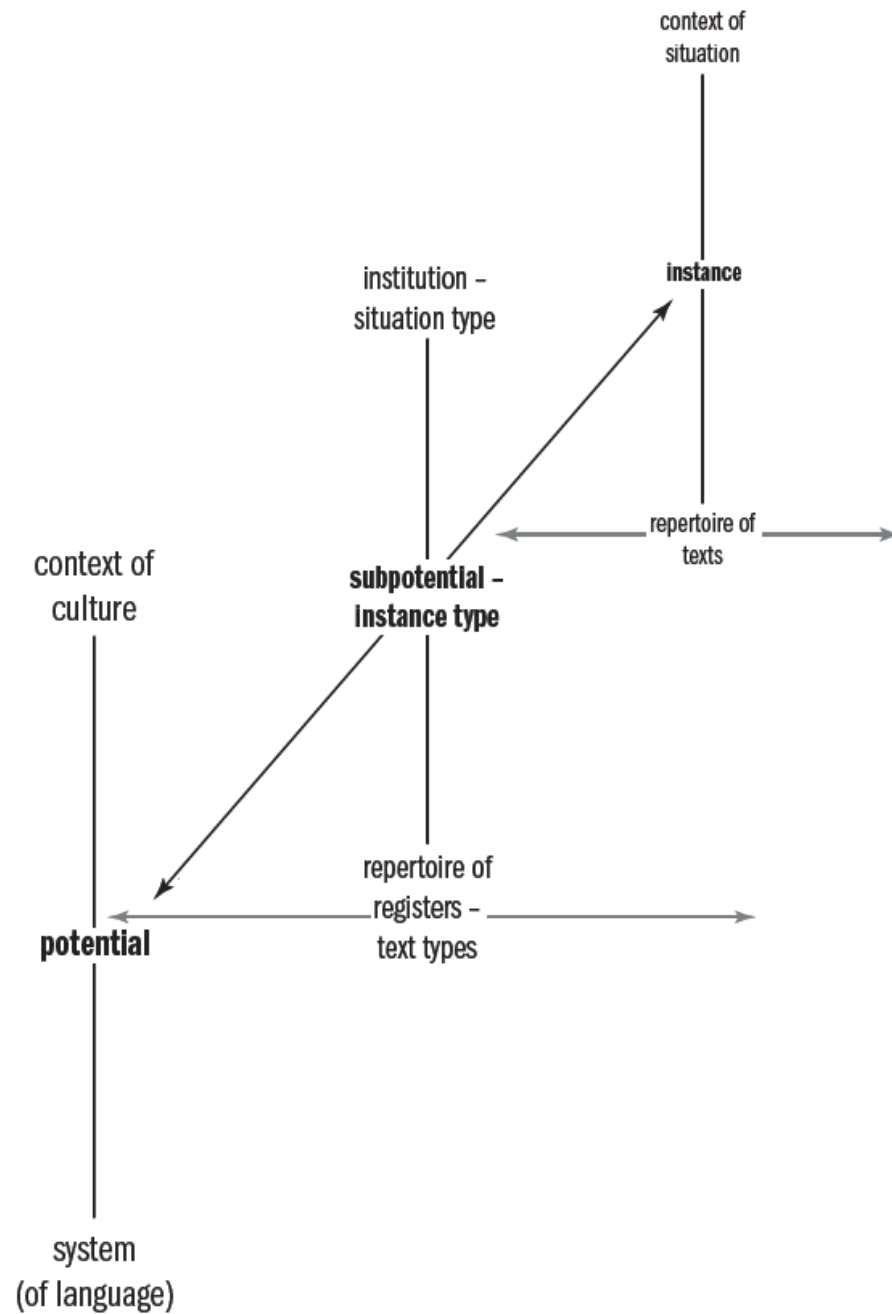 context of
situation
instance
institution –
situation type
repertoire of
texts
subpotential –
instance type
context of
culture
repertoire of
registers –
text types
potential
system
(of language)